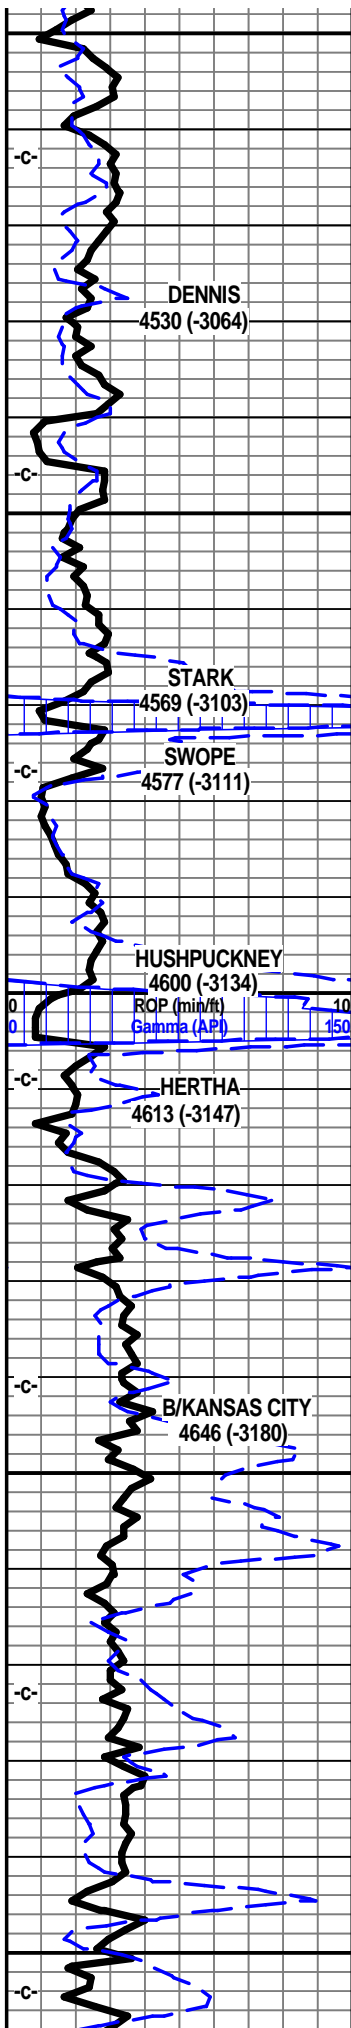 -C-
DENNIS
4530 (-3064)
-C-
STARK
4569 (-3103)
SWOPE
-C-
4577 (-3111)
HUSHPUCKNEY
4600 (-3134)
0 ROP (min/ft) 10
0 Gamma (API) 150
-C-
HERTHA
4613 (-3147)
-C-
B/KANSAS CITY
4646 (-3180)
-C-
-C-